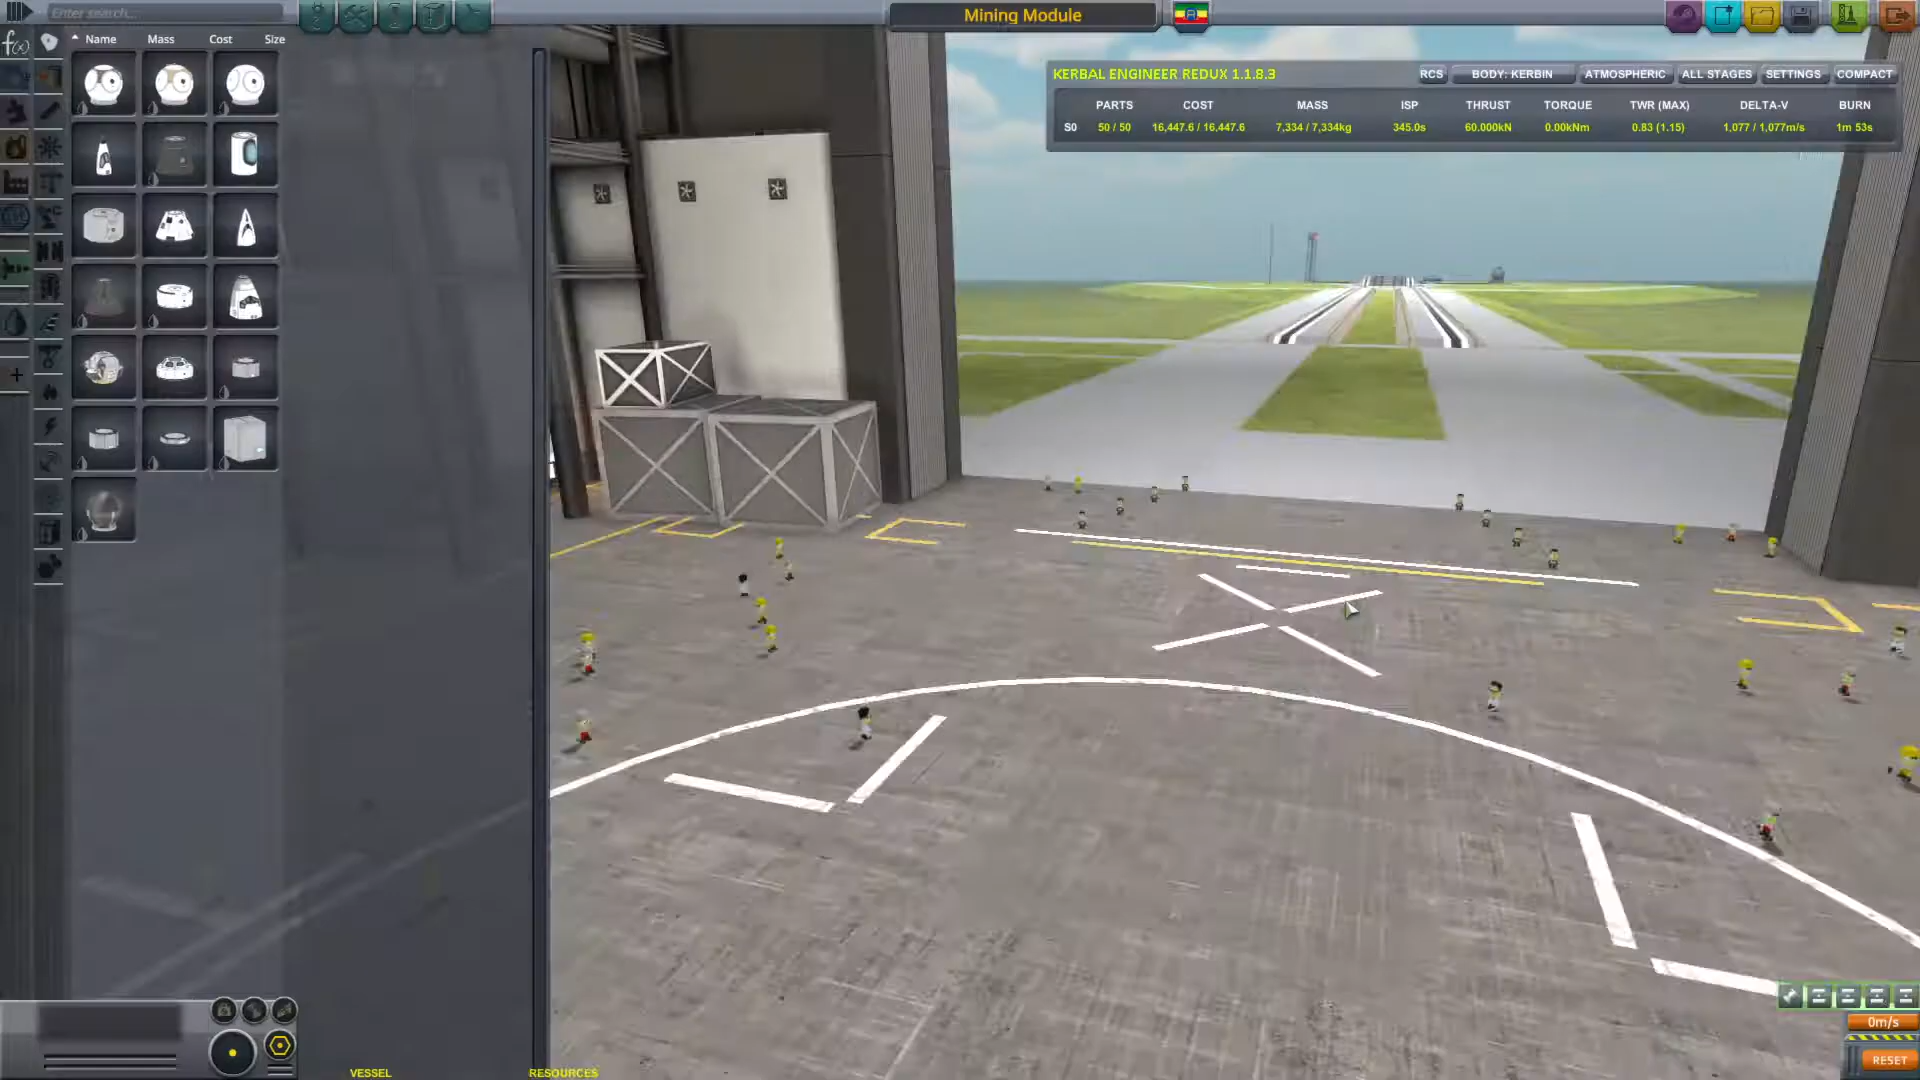 Enter search...
Mining Module
Name Mass Cost Size
KERBAL ENGINEER REDUX 1.1.8.3 RCS BODY: KERBIN ATMOSPHERIC ALL STAGES SETTINGS COMPACT
PARTS COST MASS ISP THRUST TORQUE TWR (MAX) DELTA-V BURN
S0 50 / 50 16,447.6 / 16,447.6 7,334 / 7,334kg 345.0s 60.000kN 0.00kNm 0.83 (1.15) 1,077 / 1,077m/s 1m 53s
0m/s
RESET
VESSEL RESOURCES